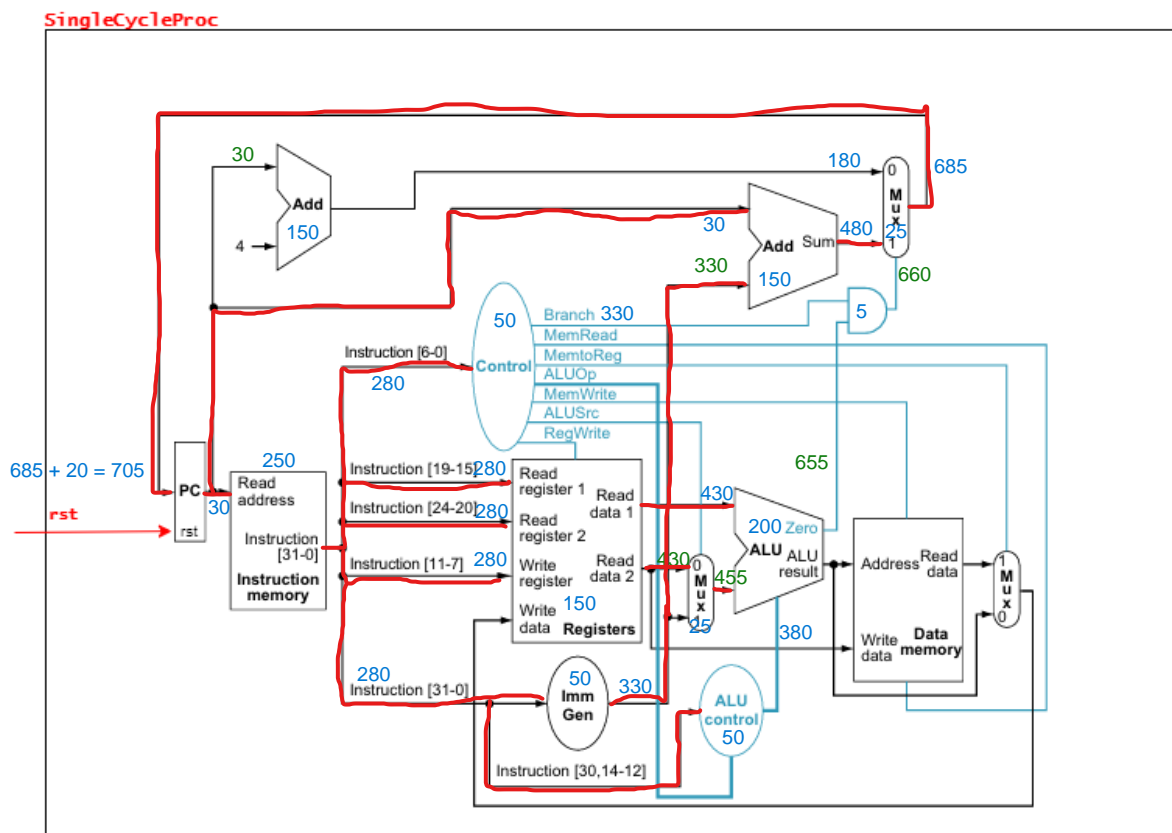 SingleCycleProc
30
Add
150
4
180
0
Mux
1
25
685
30
Add
Sum
150
480
330
660
5
50
Control
Branch 330
MemRead
MemtoReg
ALUOp
MemWrite
ALUSrc
RegWrite
Instruction [6-0]
280
685 + 20 = 705
PC
rst
rst
30
250
Read address
Instruction [31-0]
Instruction memory
Instruction [19-15]
280
Instruction [24-20]
280
Instruction [11-7]
280
Read register 1
Read register 2
Write register
Write data
Read data 1
Read data 2
150
Registers
430
430
0
Mux
1
25
455
655
200
Zero
ALU
ALU result
380
Address
Read data
Write data
Data memory
1
Mux
0
280
Instruction [31-0]
50
Imm Gen
330
ALU control
50
Instruction [30,14-12]